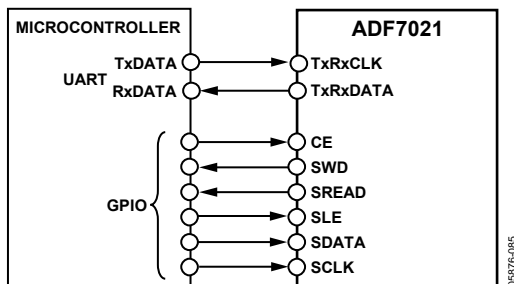 MICROCONTROLLER
ADF7021
TxDATA
TxRxCLK
UART
RxDATA
TxRxDATA
CE
SWD
SREAD
GPIO
SLE
SDATA
SCLK
05876-085